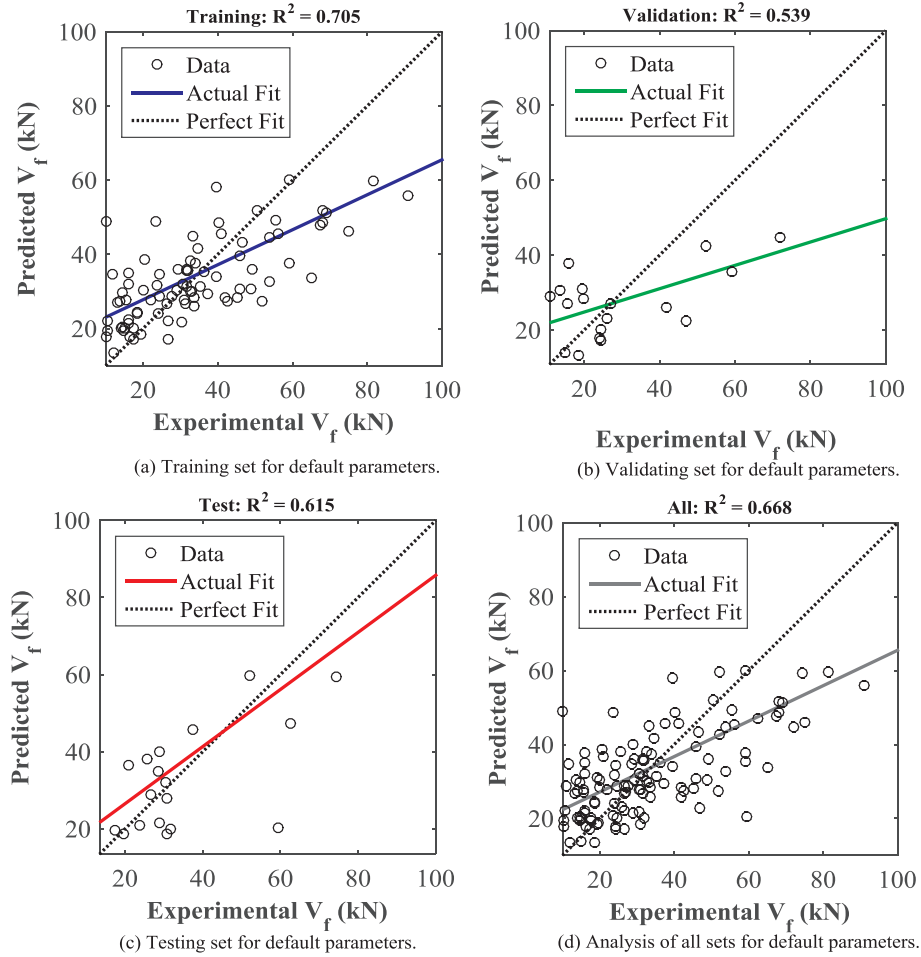 Training: R² = 0.705
100
80
60
40
20
Predicted V_f (kN)
Data
Actual Fit
Perfect Fit
20 40 60 80 100
Experimental V_f (kN)
(a) Training set for default parameters.
Validation: R² = 0.539
100
80
60
40
20
Predicted V_f (kN)
Data
Actual Fit
Perfect Fit
20 40 60 80 100
Experimental V_f (kN)
(b) Validating set for default parameters.
Test: R² = 0.615
100
80
60
40
20
Predicted V_f (kN)
Data
Actual Fit
Perfect Fit
20 40 60 80 100
Experimental V_f (kN)
(c) Testing set for default parameters.
All: R² = 0.668
100
80
60
40
20
Predicted V_f (kN)
Data
Actual Fit
Perfect Fit
20 40 60 80 100
Experimental V_f (kN)
(d) Analysis of all sets for default parameters.